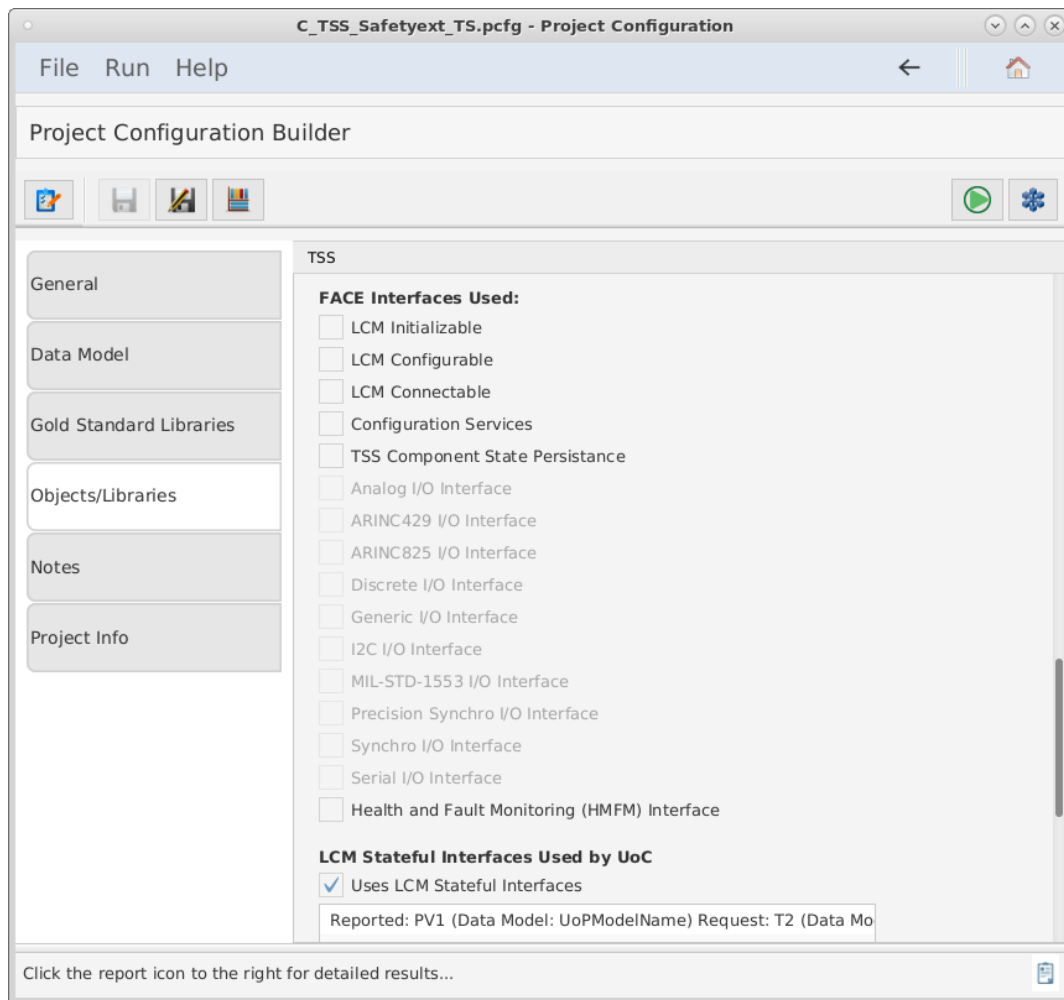 C_TSS_Safetyext_TS.pcfg - Project Configuration
File Run Help
Project Configuration Builder
General
Data Model
Gold Standard Libraries
Objects/Libraries
Notes
Project Info
TSS
FACE Interfaces Used:
LCM Initializable
LCM Configurable
LCM Connectable
Configuration Services
TSS Component State Persistance
Analog I/O Interface
ARINC429 I/O Interface
ARINC825 I/O Interface
Discrete I/O Interface
Generic I/O Interface
I2C I/O Interface
MIL-STD-1553 I/O Interface
Precision Synchro I/O Interface
Synchro I/O Interface
Serial I/O Interface
Health and Fault Monitoring (HMFM) Interface
LCM Stateful Interfaces Used by UoC
Uses LCM Stateful Interfaces
Reported: PV1 (Data Model: UoPModelName) Request: T2 (Data Mo
Click the report icon to the right for detailed results...